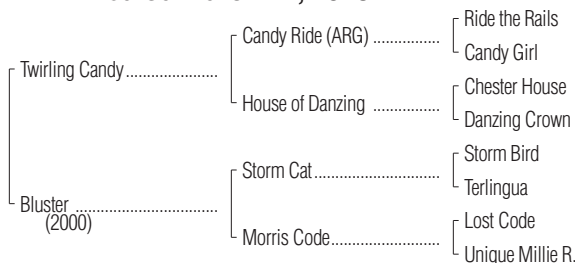 Ride the Rails
Candy Ride (ARG) ................
Candy Girl
Twirling Candy......................
Chester House
House of Danzing ................
Danzing Crown
Storm Bird
Storm Cat..............................
Terlingua
Bluster ..................................
(2000)
Lost Code
Morris Code..........................
Unique Millie R.